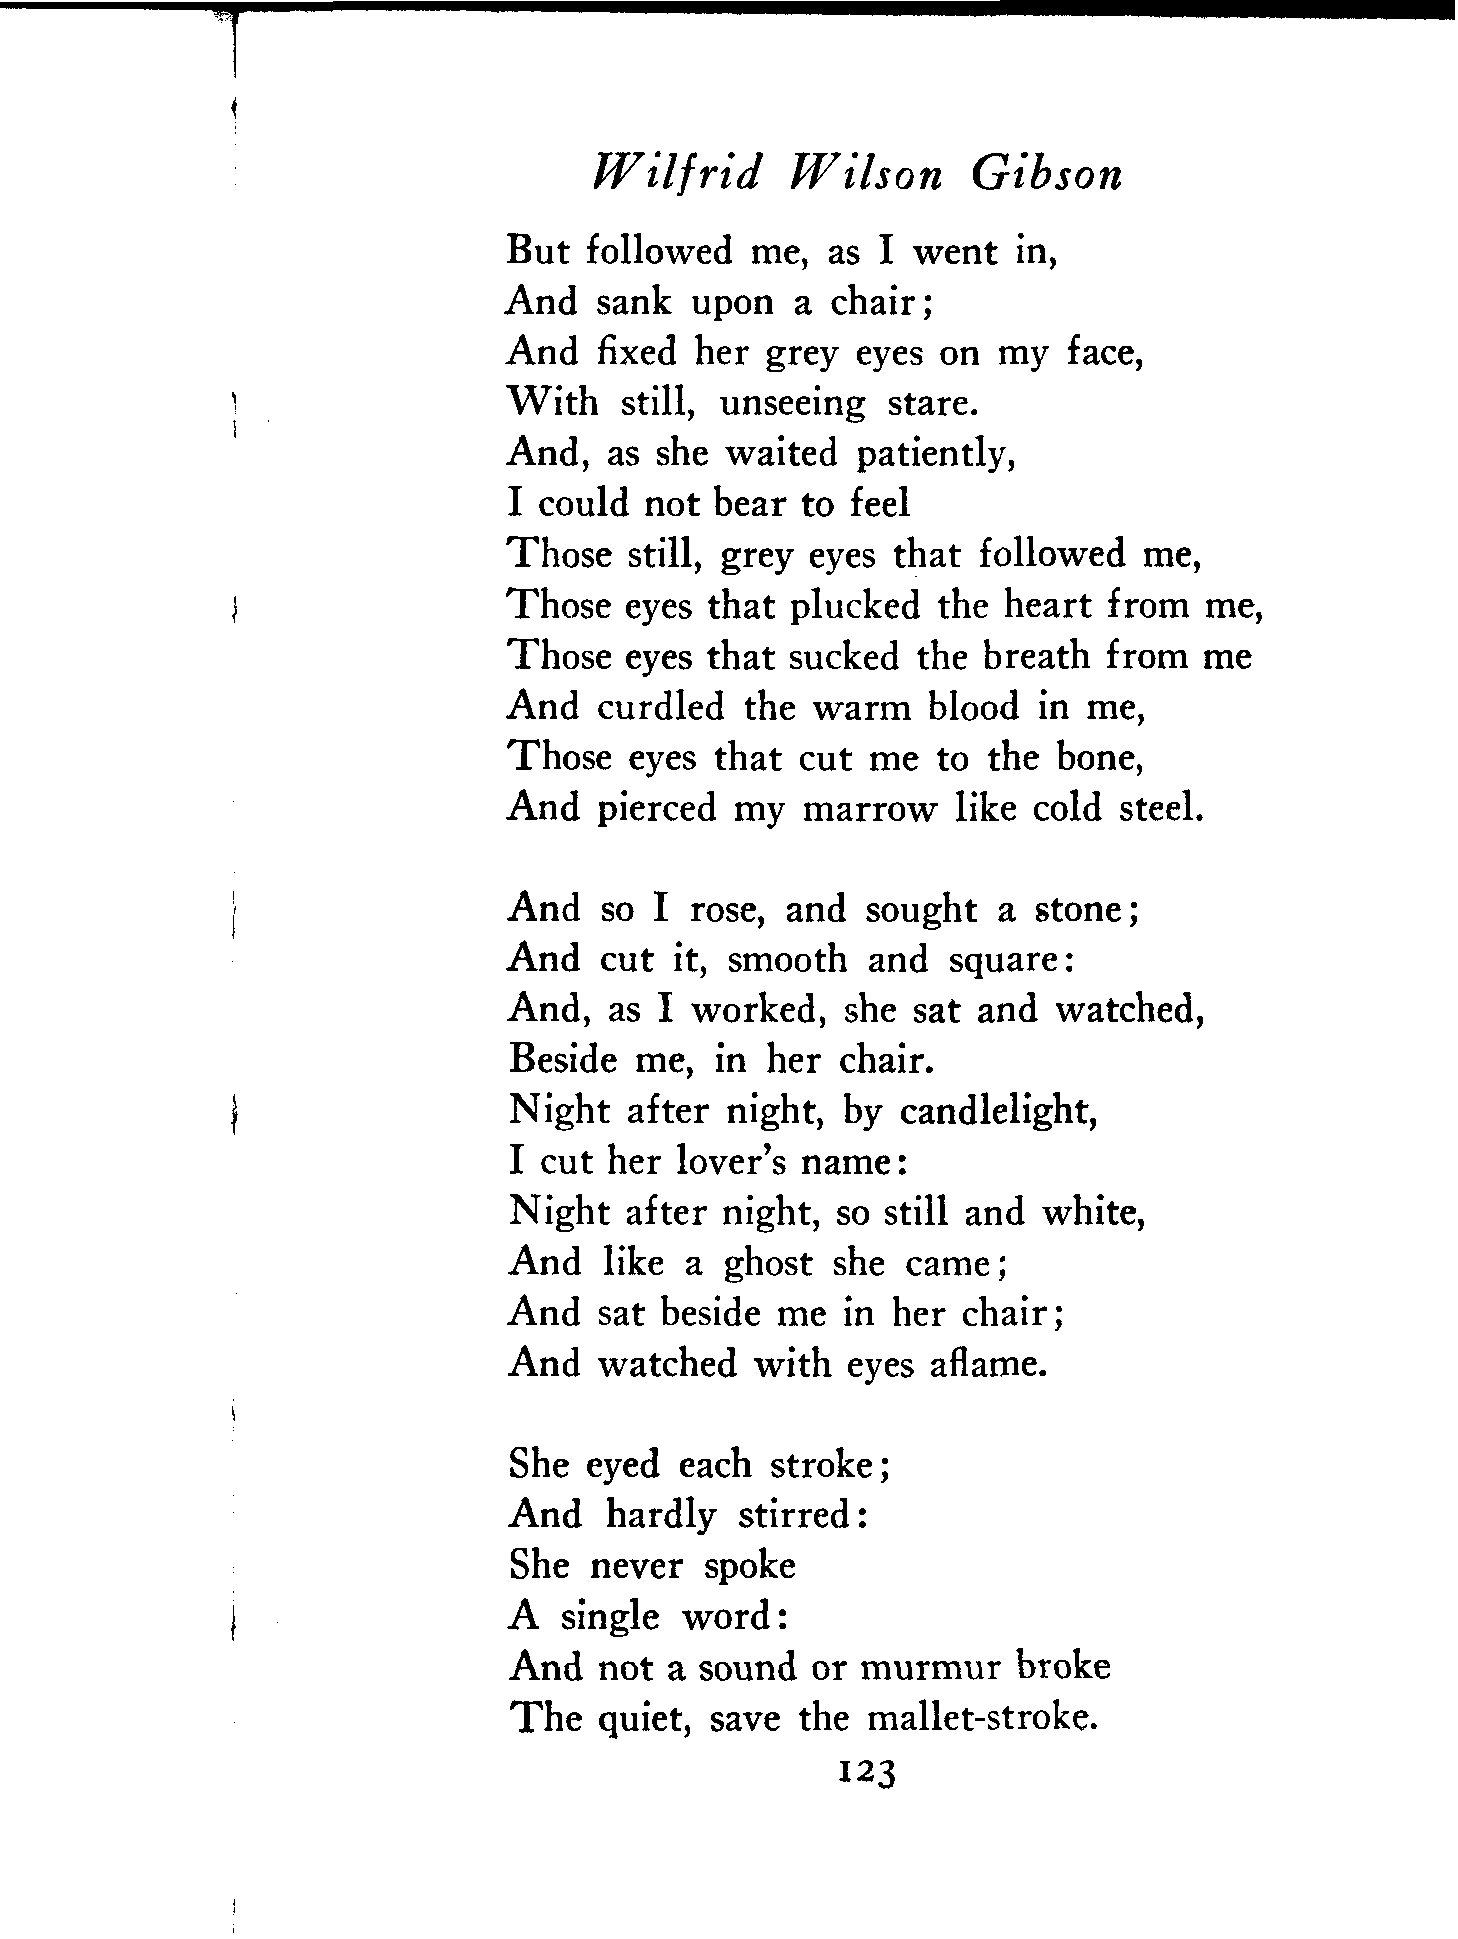 Wilfrid Wilson Gibson
But followed me, as I went in,
And sank upon a chair;
And fixed her grey eyes on my face,
With still, unseeing stare.
And, as she waited patiently,
I could not bear to feel
Those still, grey eyes that followed me,
Those eyes that plucked the heart from me,
Those eyes that sucked the breath from me
And curdled the warm blood in me,
Those eyes that cut me to the bone,
And pierced my marrow like cold steel.

And so I rose, and sought a stone;
And cut it, smooth and square:
And, as I worked, she sat and watched,
Beside me, in her chair.
Night after night, by candlelight,
I cut her lover's name:
Night after night, so still and white,
And like a ghost she came;
And sat beside me in her chair;
And watched with eyes aflame.

She eyed each stroke;
And hardly stirred:
She never spoke
A single word:
And not a sound or murmur broke
The quiet, save the mallet-stroke.
123